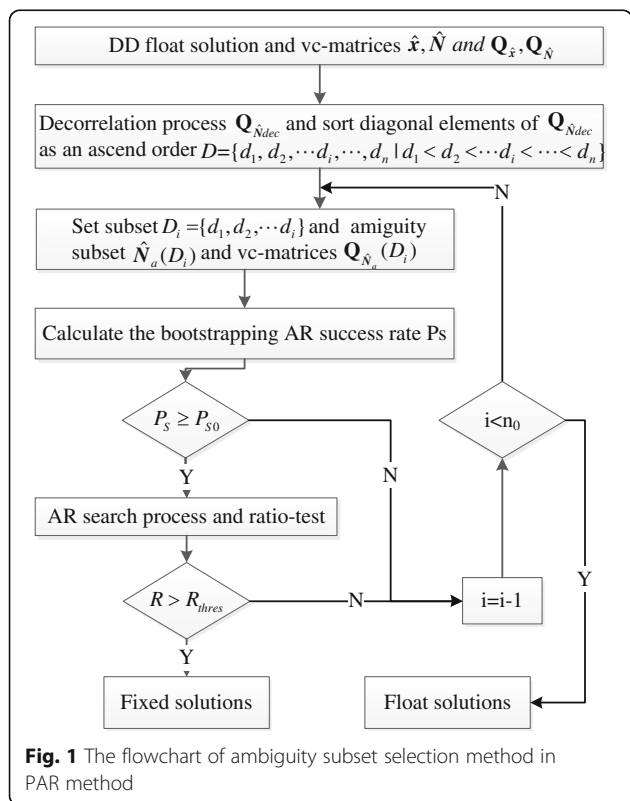 DD float solution and vc-matrices x̂, N̂ and Q_x̂, Q_N̂
Decorrelation process Q_N̂dec and sort diagonal elements of Q_N̂dec
as an ascend order D={d₁, d₂, ⋯dᵢ, ⋯, dₙ | d₁ < d₂ <⋯dᵢ < ⋯< dₙ}
N
Set subset Dᵢ ={d₁, d₂, ⋯dᵢ} and amiguity
subset N̂ₐ(Dᵢ) and vc-matrices Q_N̂ₐ(Dᵢ)
Calculate the bootstrapping AR success rate Ps
P_S ≥ P_S0
i<n₀
N
Y
Y
AR search process and ratio-test
R > R_thres
N
i=i-1
Y
Fixed solutions
Float solutions
Fig. 1 The flowchart of ambiguity subset selection method in
PAR method